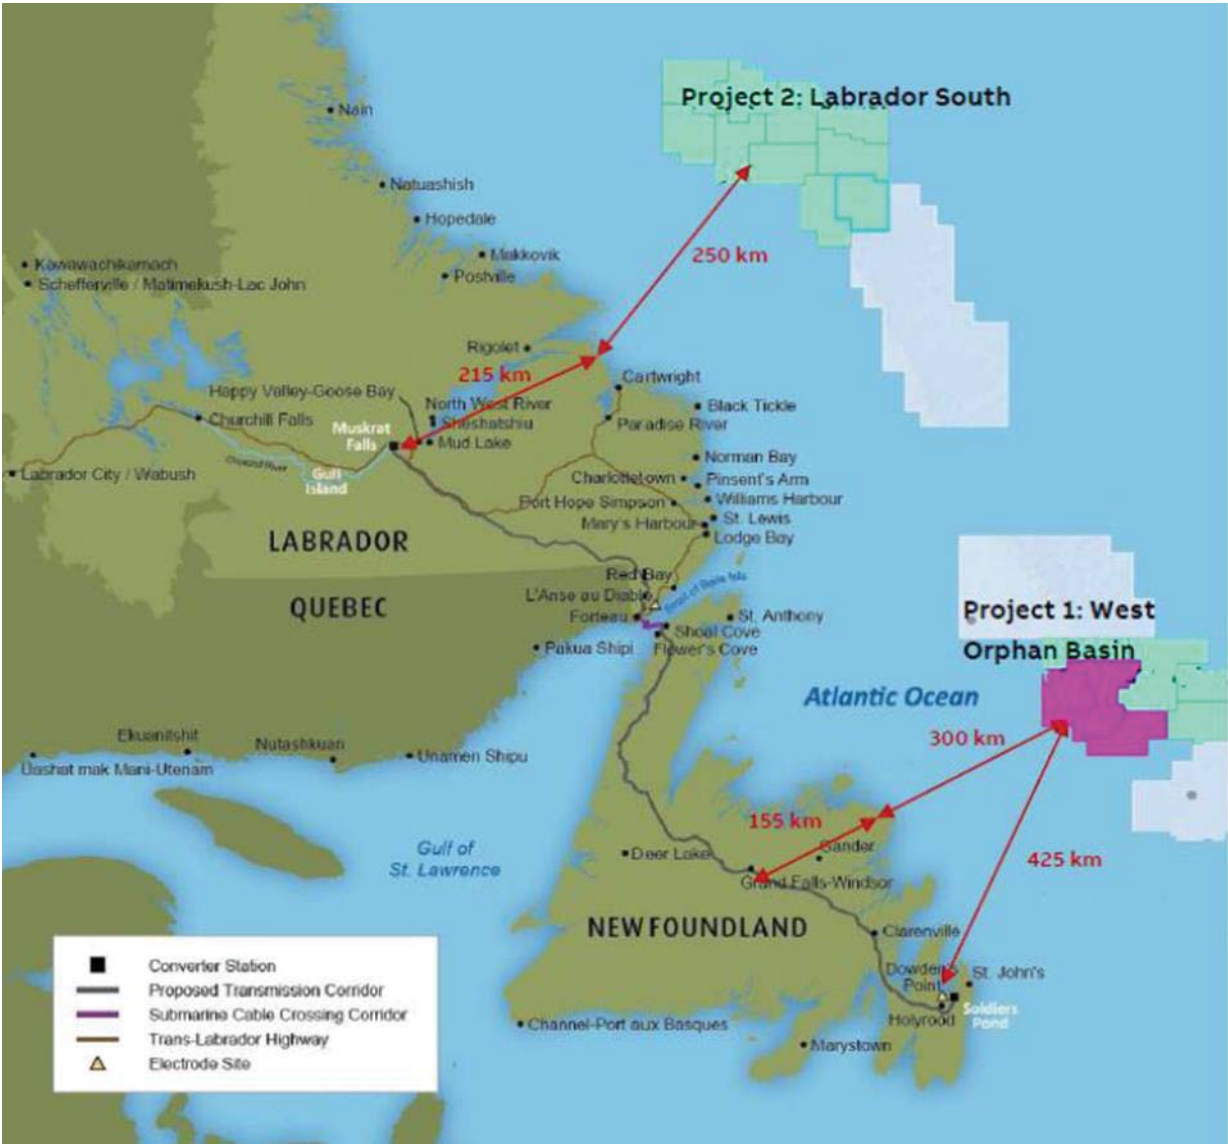 Project 2: Labrador South
Nain
Natuashish
Hopedale
Makkovik
Postville
250 km
Kawawachikamach
Schefferville / Matimekush-Lac John
Rigolet
215 km
Cartwright
Happy Valley-Goose Bay
North West River
Black Tickle
Churchill Falls
Sheshatshiu
Paradise River
Muskrat
Falls
Mud Lake
Norman Bay
Labrador City / Wabush
Gull
Island
Charlottetown
Pinsent's Arm
Port Hope Simpson
Williams Harbour
Mary's Harbour
St. Lewis
Lodge Bay
LABRADOR
Red Bay
Strait of Belle Isle
L'Anse au Diable
QUEBEC
Forteau
St. Anthony
Shoal Cove
Pakua Shipi
Flower's Cove
Project 1: West
Orphan Basin
Atlantic Ocean
300 km
Ekuanitshit
Nutashkuan
Unamen Shipu
Uashat mak Mani-Utenam
155 km
Gander
Gulf of
St. Lawrence
Deer Lake
425 km
Grand Falls-Windsor
NEWFOUNDLAND
Clarenville
Dowden's
Point
St. John's
Soldiers
Pond
Holyrood
Channel-Port aux Basques
Marystown
Converter Station
Proposed Transmission Corridor
Submarine Cable Crossing Corridor
Trans-Labrador Highway
Electrode Site